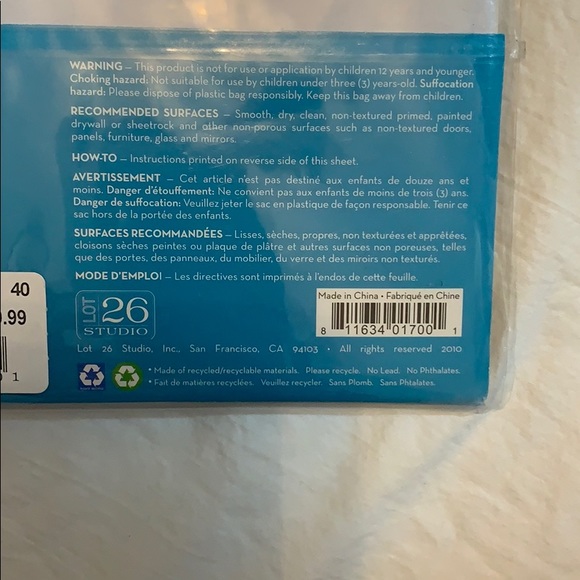 WARNING – This product is not for use or application by children 12 years and younger.
Choking hazard: Not suitable for use by children under three (3) years-old. Suffocation
hazard: Please dispose of plastic bag responsibly. Keep this bag away from children.
RECOMMENDED SURFACES – Smooth, dry, clean, non-textured primed, painted
drywall or sheetrock and other non-porous surfaces such as non-textured doors,
panels, furniture, glass and mirrors.
HOW-TO – Instructions printed on reverse side of this sheet.
AVERTISSEMENT – Cet article n'est pas destiné aux enfants de douze ans et
moins. Danger d'étouffement: Ne convient pas aux enfants de moins de trois (3) ans.
Danger de suffocation: Veuillez jeter le sac en plastique de façon responsable. Tenir ce
sac hors de la portée des enfants.
SURFACES RECOMMANDÉES – Lisses, sèches, propres, non texturées et apprêtées,
cloisons sèches peintes ou plaque de plâtre et autres surfaces non poreuses, telles
que des portes, des panneaux, du mobilier, du verre et des miroirs non texturés.
MODE D'EMPLOI – Les directives sont imprimés à l'endos de cette feuille.
40
.99
1
LOT 26
STUDIO
Made in China • Fabriqué en Chine
8 11634 01700 1
Lot 26 Studio, Inc., San Francisco, CA 94103 • All rights reserved 2010
• Made of recycled/recyclable materials. Please recycle. No Lead. No Phthalates.
• Fait de matières recyclées. Veuillez recycler. Sans Plomb. Sans Phtalates.